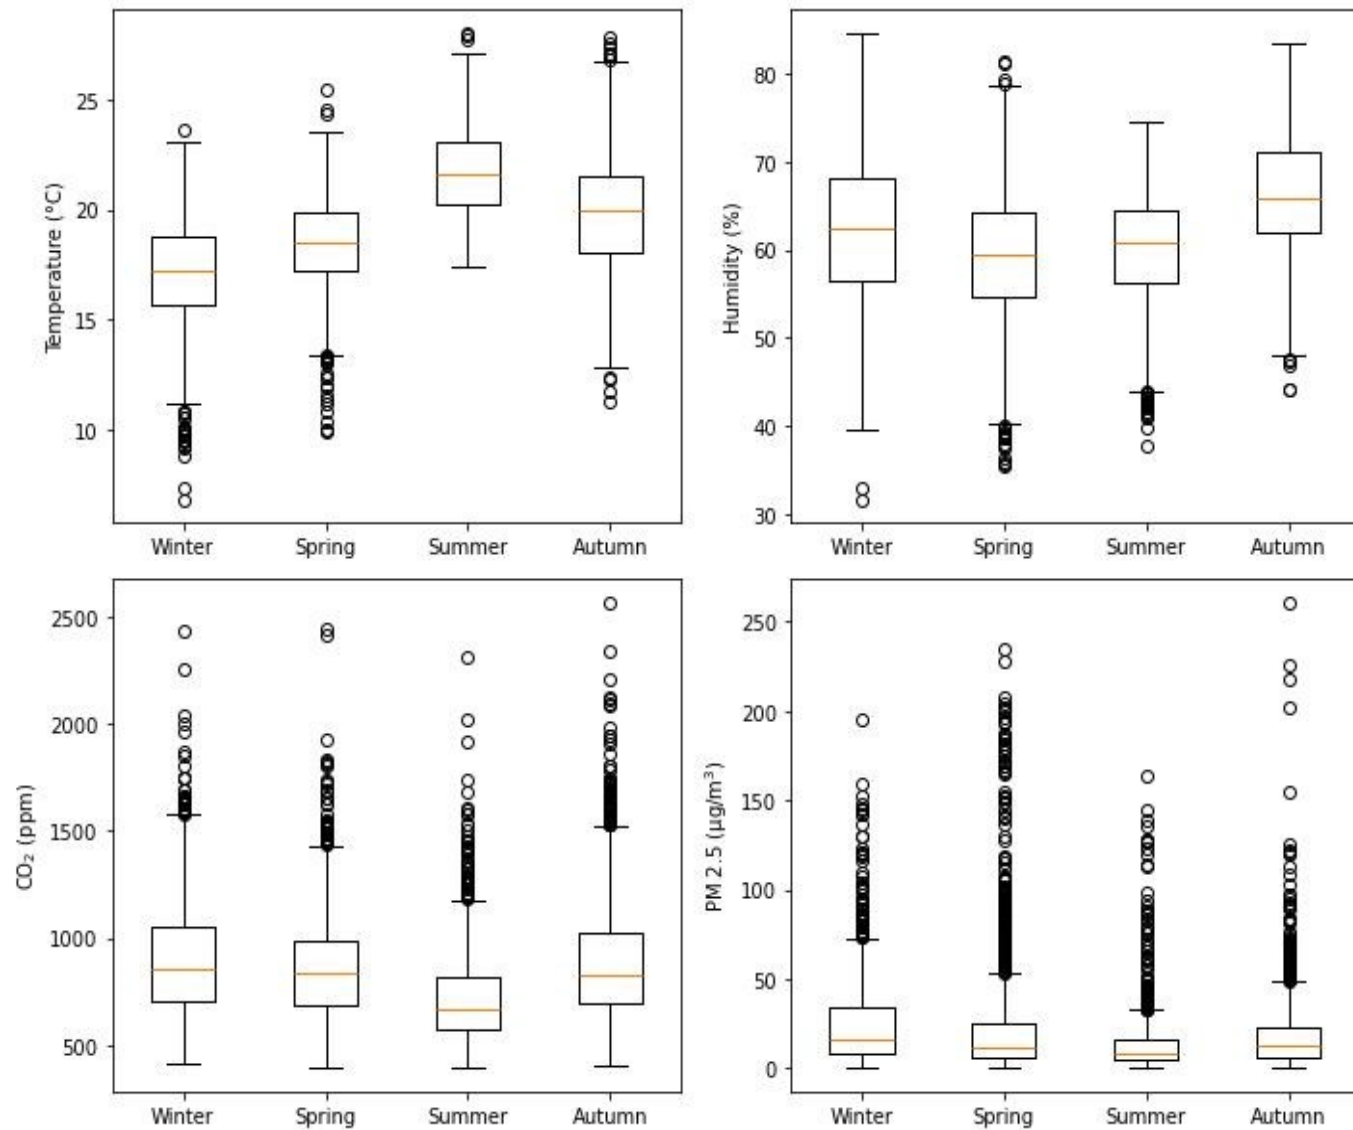 Temperature (°C)
25
20
15
10
Winter Spring Summer Autumn
Humidity (%)
80
70
60
50
40
30
Winter Spring Summer Autumn
CO₂ (ppm)
2500
2000
1500
1000
500
Winter Spring Summer Autumn
PM 2.5 (µg/m³)
250
200
150
100
50
0
Winter Spring Summer Autumn